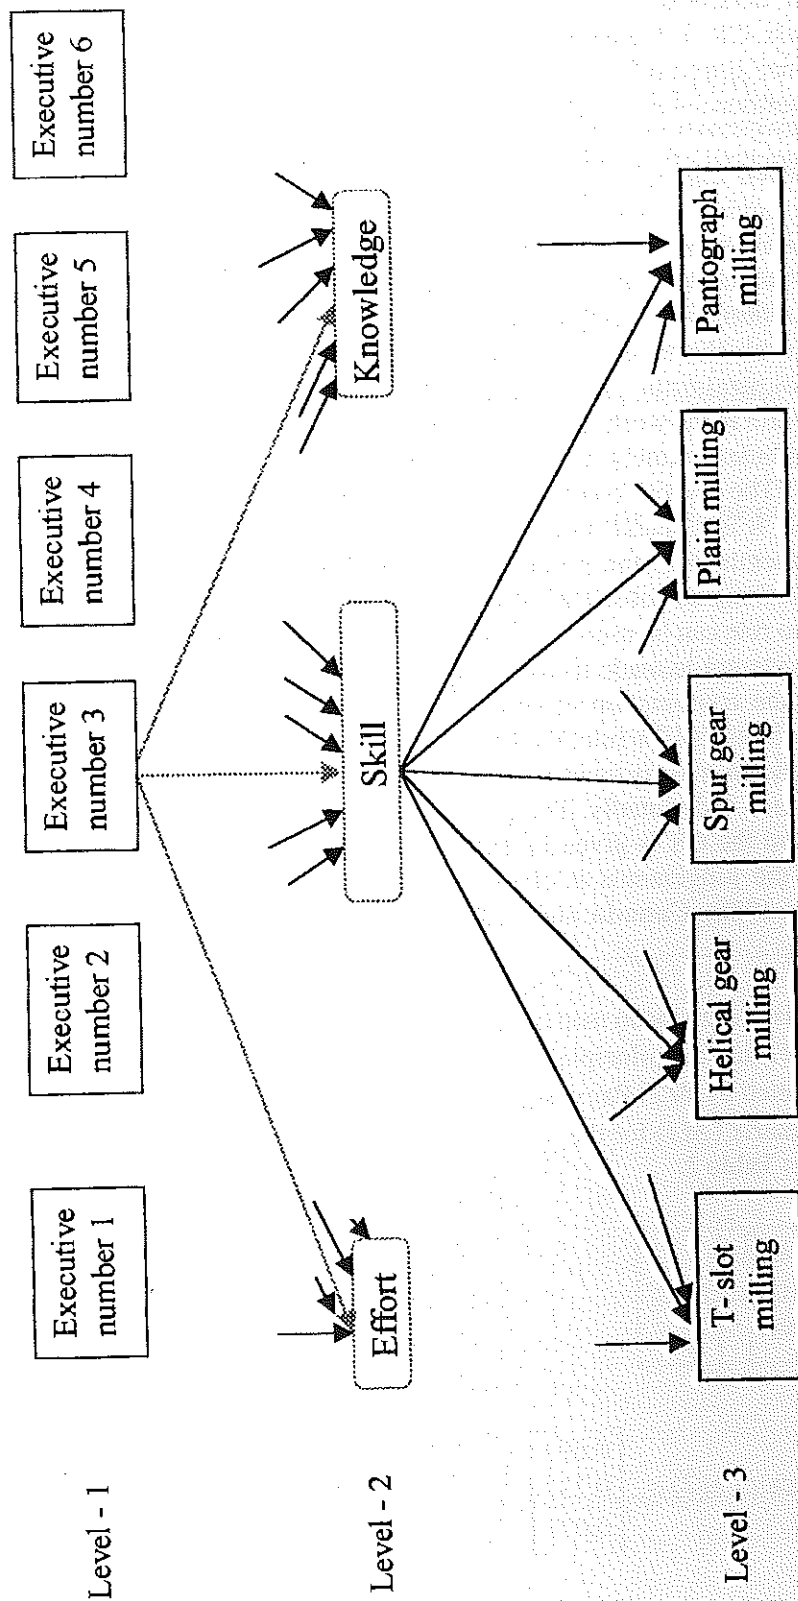 Level - 1
Executive
number 1
Executive
number 2
Executive
number 3
Executive
number 4
Executive
number 5
Executive
number 6
Level - 2
Effort
Skill
Knowledge
Level - 3
T- slot
milling
Helical gear
milling
Spur gear
milling
Plain milling
Pantograph
milling